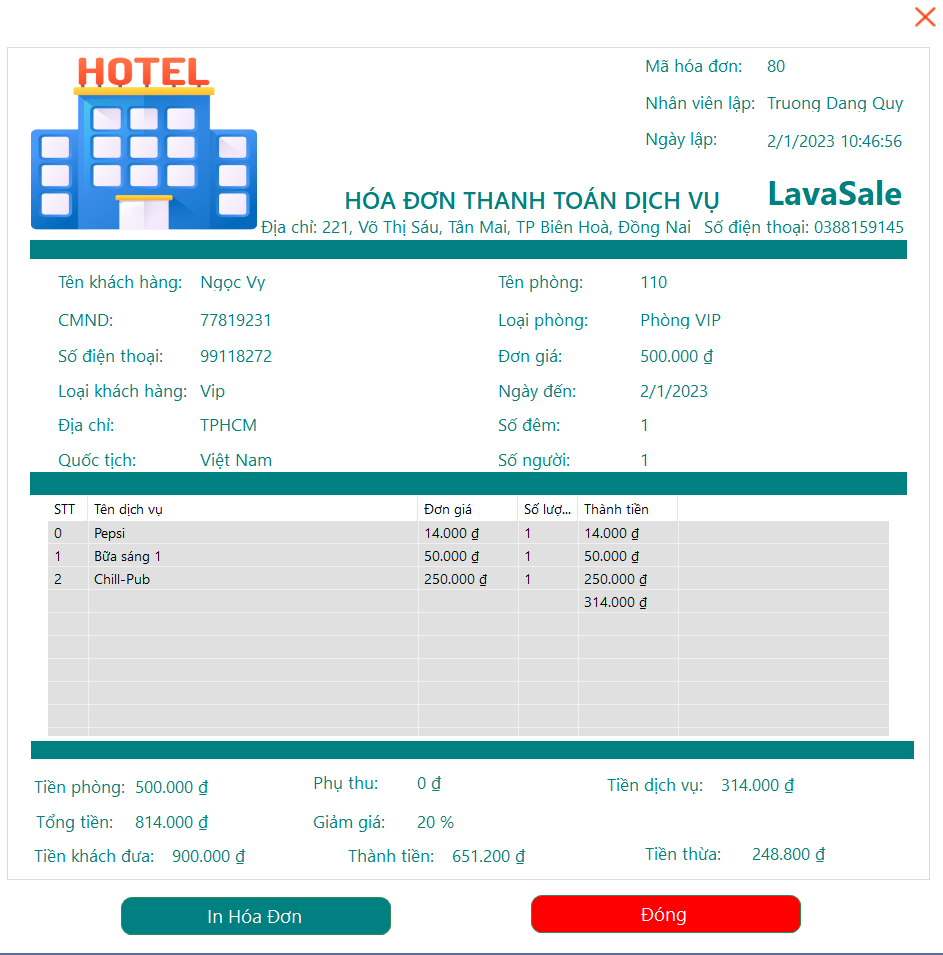 HOTEL
Mã hóa đơn: 80
Nhân viên lập: Truong Dang Quy
Ngày lập: 2/1/2023 10:46:56
HÓA ĐƠN THANH TOÁN DỊCH VỤ LavaSale
Địa chỉ: 221, Võ Thị Sáu, Tân Mai, TP Biên Hoà, Đồng Nai Số điện thoại: 0388159145
Tên khách hàng: Ngọc Vy Tên phòng: 110
CMND: 77819231 Loại phòng: Phòng VIP
Số điện thoại: 99118272 Đơn giá: 500.000 ₫
Loại khách hàng: Vip Ngày đến: 2/1/2023
Địa chỉ: TPHCM Số đêm: 1
Quốc tịch: Việt Nam Số người: 1
STT Tên dịch vụ Đơn giá Số lượ... Thành tiền
0 Pepsi 14.000 ₫ 1 14.000 ₫
1 Bữa sáng 1 50.000 ₫ 1 50.000 ₫
2 Chill-Pub 250.000 ₫ 1 250.000 ₫
314.000 ₫
Tiền phòng: 500.000 ₫ Phụ thu: 0 ₫ Tiền dịch vụ: 314.000 ₫
Tổng tiền: 814.000 ₫ Giảm giá: 20 %
Tiền khách đưa: 900.000 ₫ Thành tiền: 651.200 ₫ Tiền thừa: 248.800 ₫
In Hóa Đơn Đóng